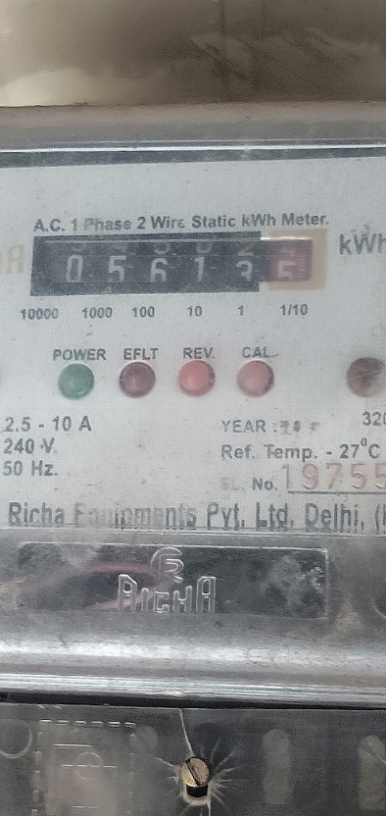 A.C. 1 Phase 2 Wire Static kWh Meter.
kWh
0 5 6 1 3 5
10000 1000 100 10 1 1/10
POWER EFLT REV. CAL.
2.5 - 10 A
240 V.
50 Hz.
YEAR :
320
Ref. Temp. - 27°C
SL. No. 19755
Richa Equipments Pvt. Ltd. Delhi, (
RICHA